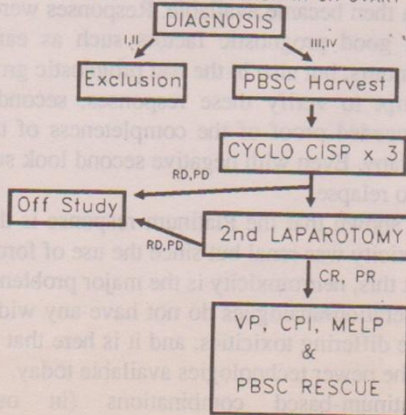 DIAGNOSIS
I,II
III,IV
Exclusion
PBSC Harvest
CYCLO CISP x 3
RD,PD
Off Study
2nd LAPAROTOMY
RD,PD
CR, PR
VP, CPI, MELP
&
PBSC RESCUE